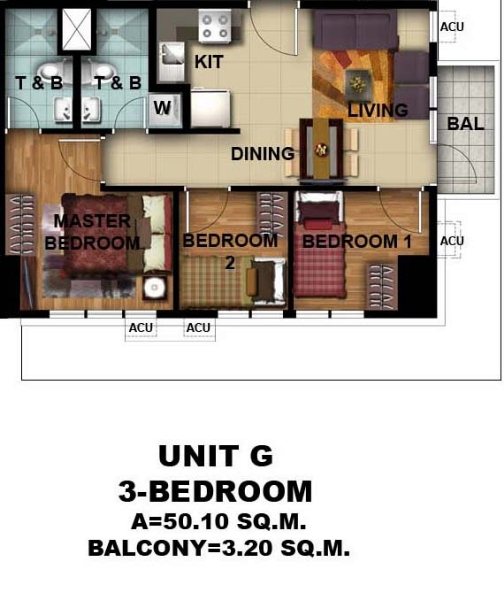 ACU
KIT
T & B
T & B
W
LIVING
BAL
DINING
MASTER
BEDROOM
BEDROOM
2
BEDROOM 1
ACU
ACU
ACU
UNIT G
3-BEDROOM
A=50.10 SQ.M.
BALCONY=3.20 SQ.M.